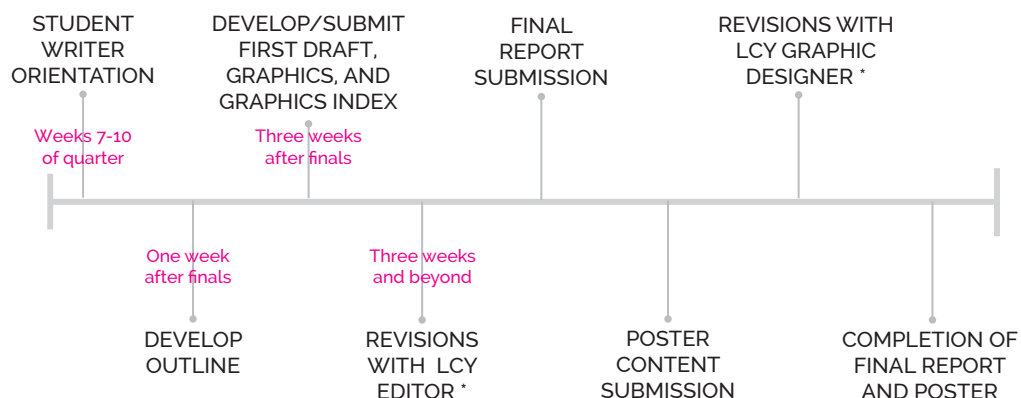 STUDENT
WRITER
ORIENTATION
Weeks 7-10
of quarter
DEVELOP/SUBMIT
FIRST DRAFT,
GRAPHICS, AND
GRAPHICS INDEX
Three weeks
after finals
FINAL
REPORT
SUBMISSION
REVISIONS WITH
LCY GRAPHIC
DESIGNER *
One week
after finals
DEVELOP
OUTLINE
Three weeks
and beyond
REVISIONS
WITH LCY
EDITOR *
POSTER
CONTENT
SUBMISSION
COMPLETION OF
FINAL REPORT
AND POSTER